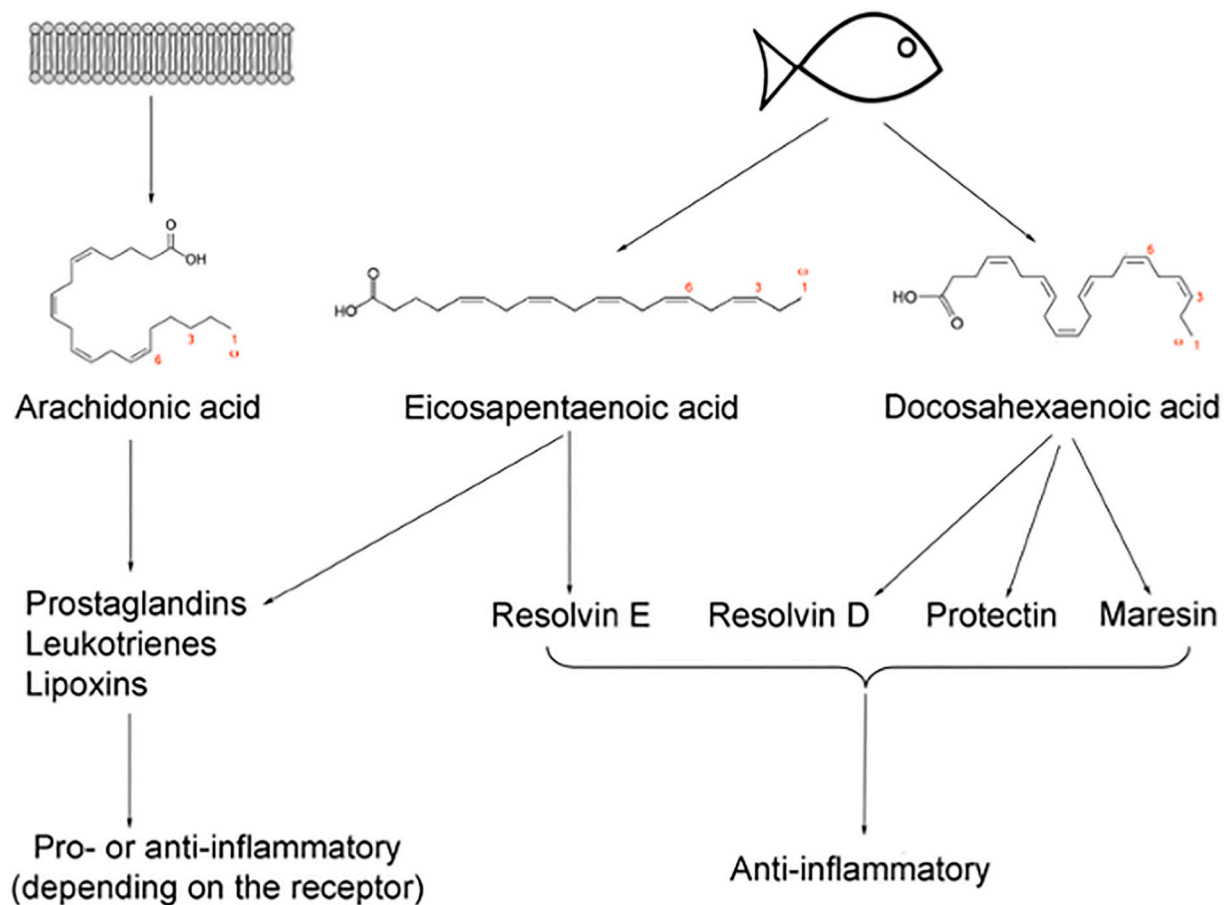 O
OH
3
1
6
ω
Arachidonic acid
O
HO
6
3
ω
1
Eicosapentaenoic acid
HO
O
6
3
ω
1
Docosahexaenoic acid
Prostaglandins
Leukotrienes
Lipoxins
Resolvin E
Resolvin D
Protectin
Maresin
Pro- or anti-inflammatory
(depending on the receptor)
Anti-inflammatory